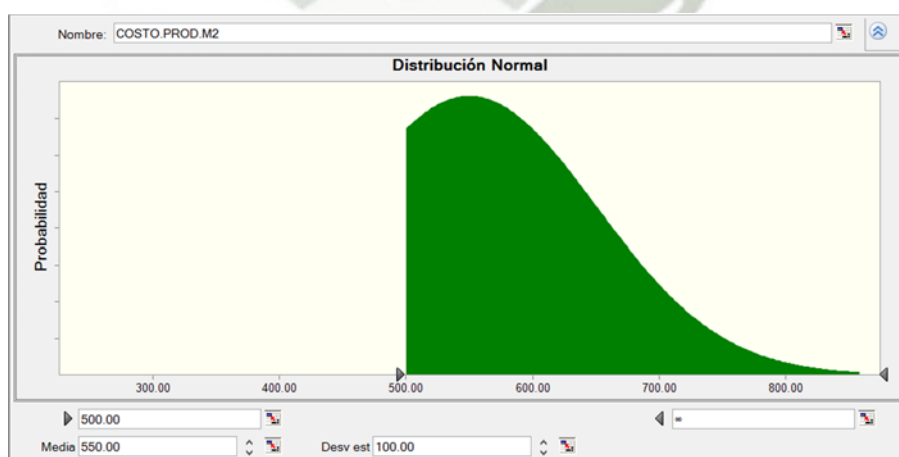 Nombre: COSTO.PROD.M2
Distribución Normal
Probabilidad
300.00 400.00 500.00 600.00 700.00 800.00
500.00 ∞
Media 550.00 Desv est 100.00